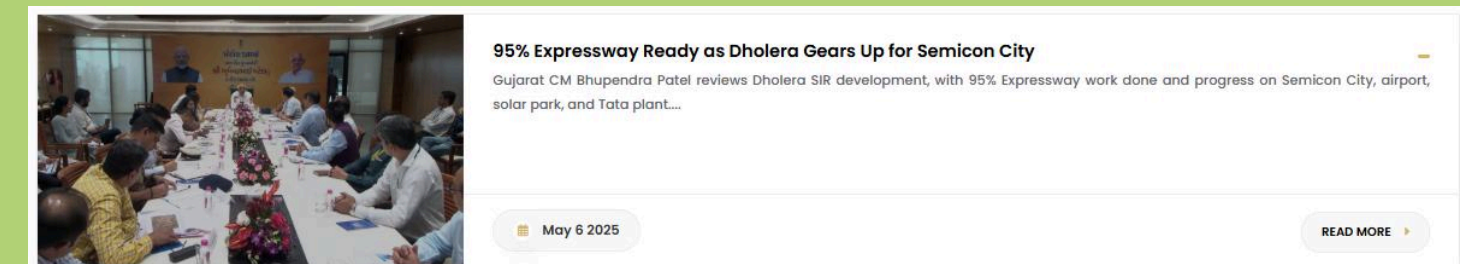 95% Expressway Ready as Dholera Gears Up for Semicon City
Gujarat CM Bhupendra Patel reviews Dholera SIR development, with 95% Expressway work done and progress on Semicon City, airport,
solar park, and Tata plant....
May 6 2025
READ MORE